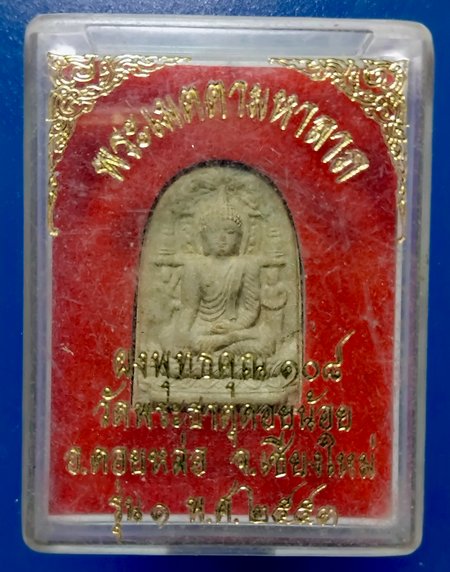 พระเมตตามหาลาภ
ผงพุทธคุณ ๑๐๘
วัดพระธาตุดอยน้อย
อ.ดอยหล่อ จ.เชียงใหม่
รุ่น ๑ พ.ศ.๒๕๕๓